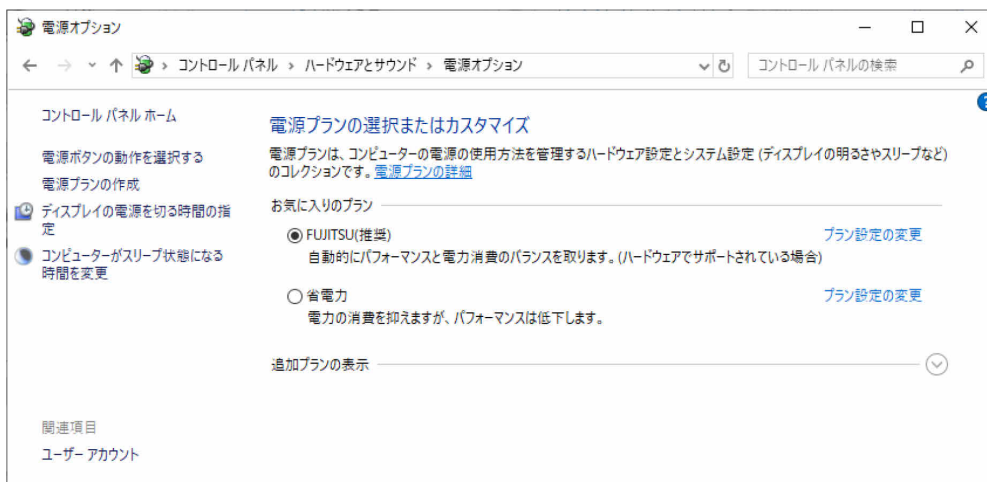 電源オプション
コントロール パネル › ハードウェアとサウンド › 電源オプション
コントロール パネルの検索
コントロール パネル ホーム
電源ボタンの動作を選択する
電源プランの作成
ディスプレイの電源を切る時間の指
定
コンピューターがスリープ状態になる
時間を変更
電源プランの選択またはカスタマイズ
電源プランは、コンピューターの電源の使用方法を管理するハードウェア設定とシステム設定 (ディスプレイの明るさやスリープなど)
のコレクションです。電源プランの詳細
お気に入りのプラン
FUJITSU(推奨) プラン設定の変更
自動的にパフォーマンスと電力消費のバランスを取ります。(ハードウェアでサポートされている場合)
省電力 プラン設定の変更
電力の消費を抑えますが、パフォーマンスは低下します。
追加プランの表示
関連項目
ユーザー アカウント